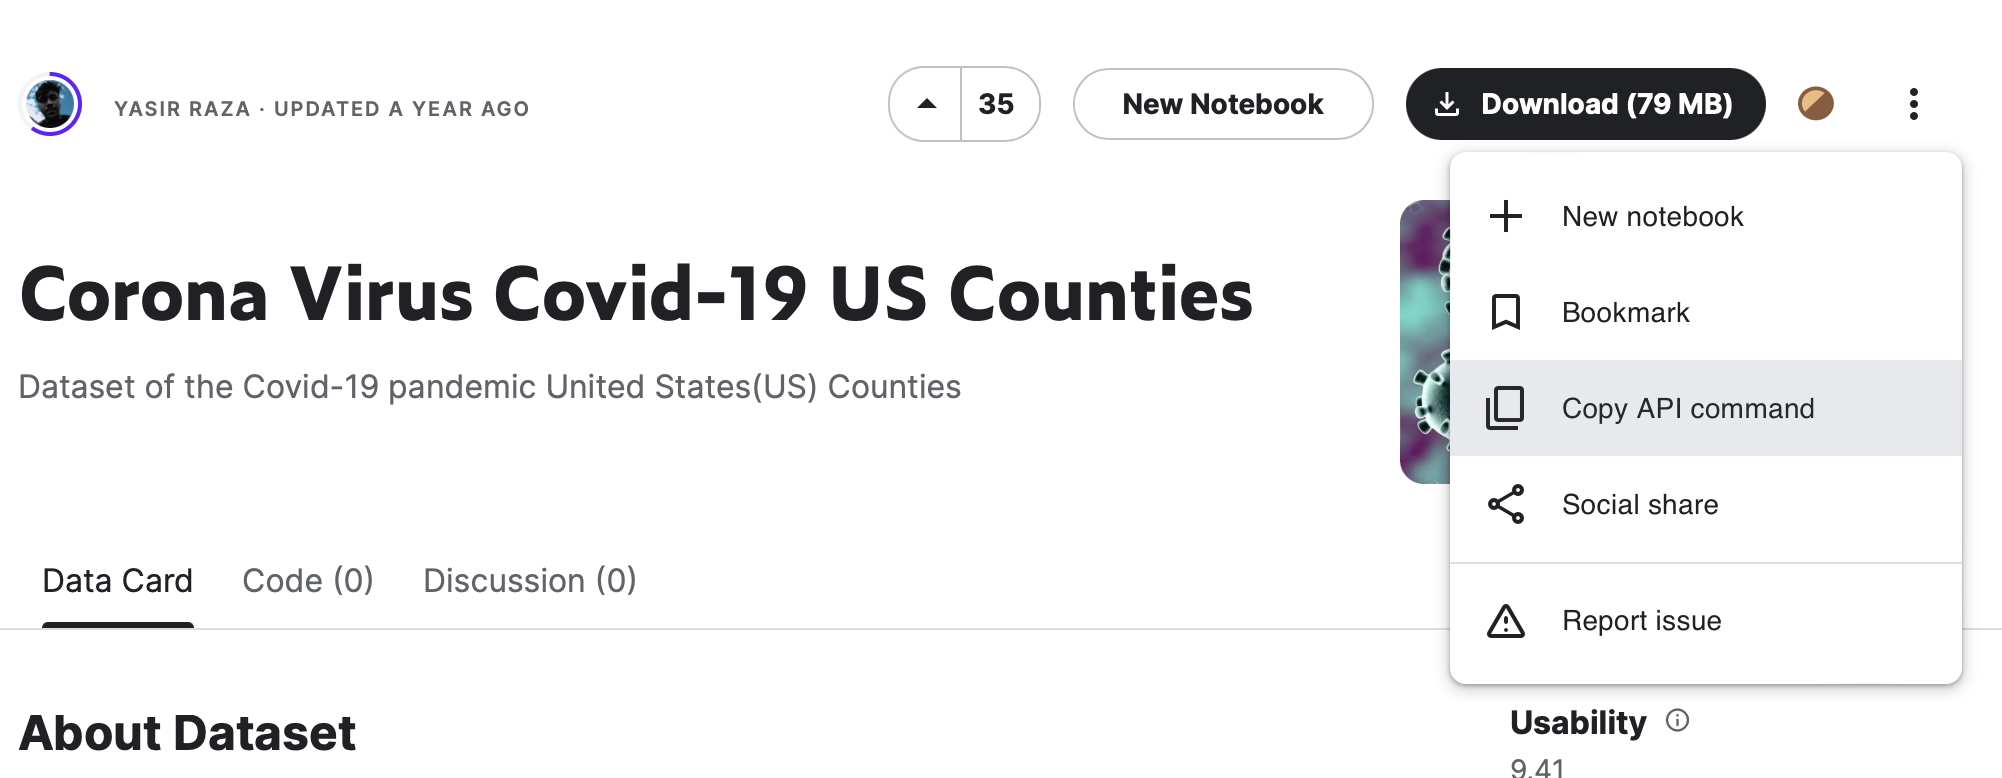 YASIR RAZA · UPDATED A YEAR AGO
35
New Notebook
Download (79 MB)
New notebook
Bookmark
Copy API command
Social share
Report issue
Corona Virus Covid-19 US Counties
Dataset of the Covid-19 pandemic United States(US) Counties
Data Card
Code (0)
Discussion (0)
About Dataset
Usability
9.41